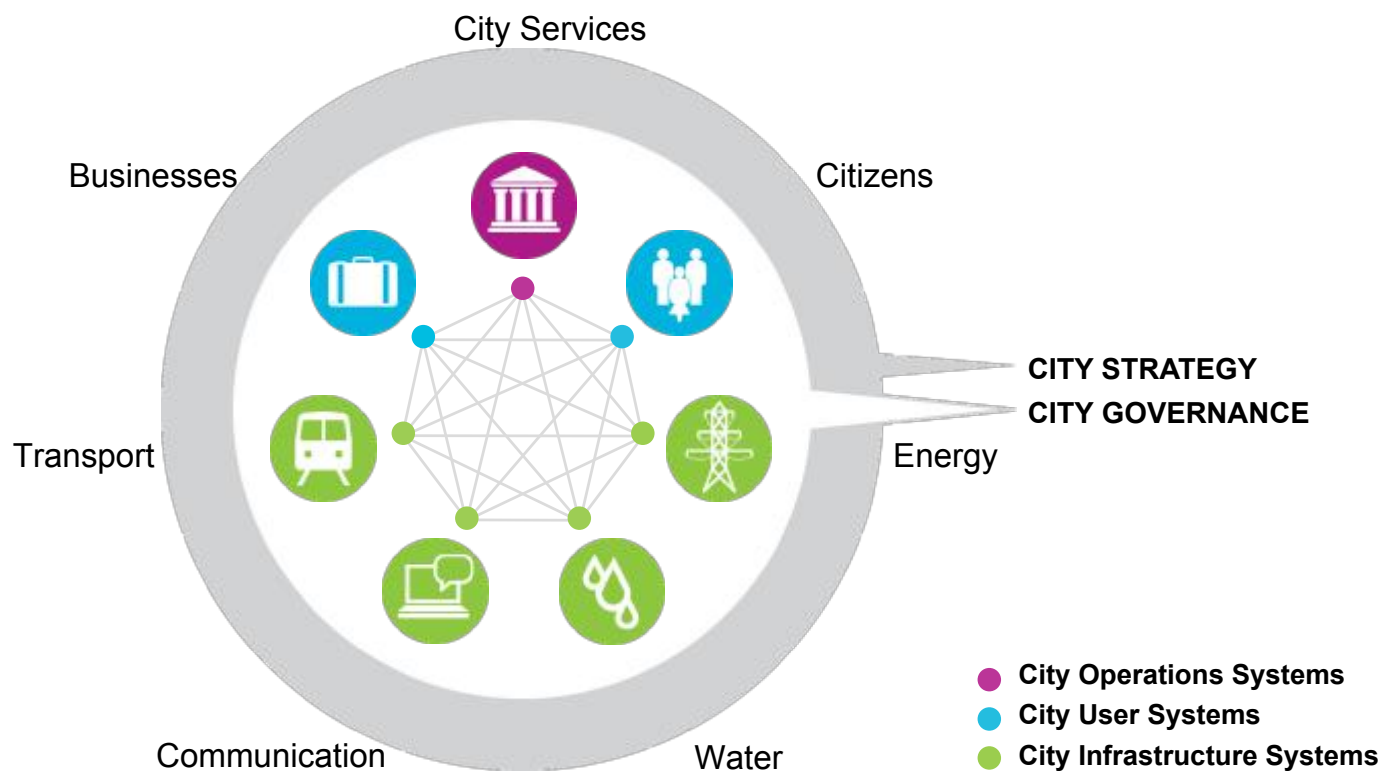 City Services
Businesses
Citizens
CITY STRATEGY
CITY GOVERNANCE
Transport
Energy
Communication
Water
City Operations Systems
City User Systems
City Infrastructure Systems